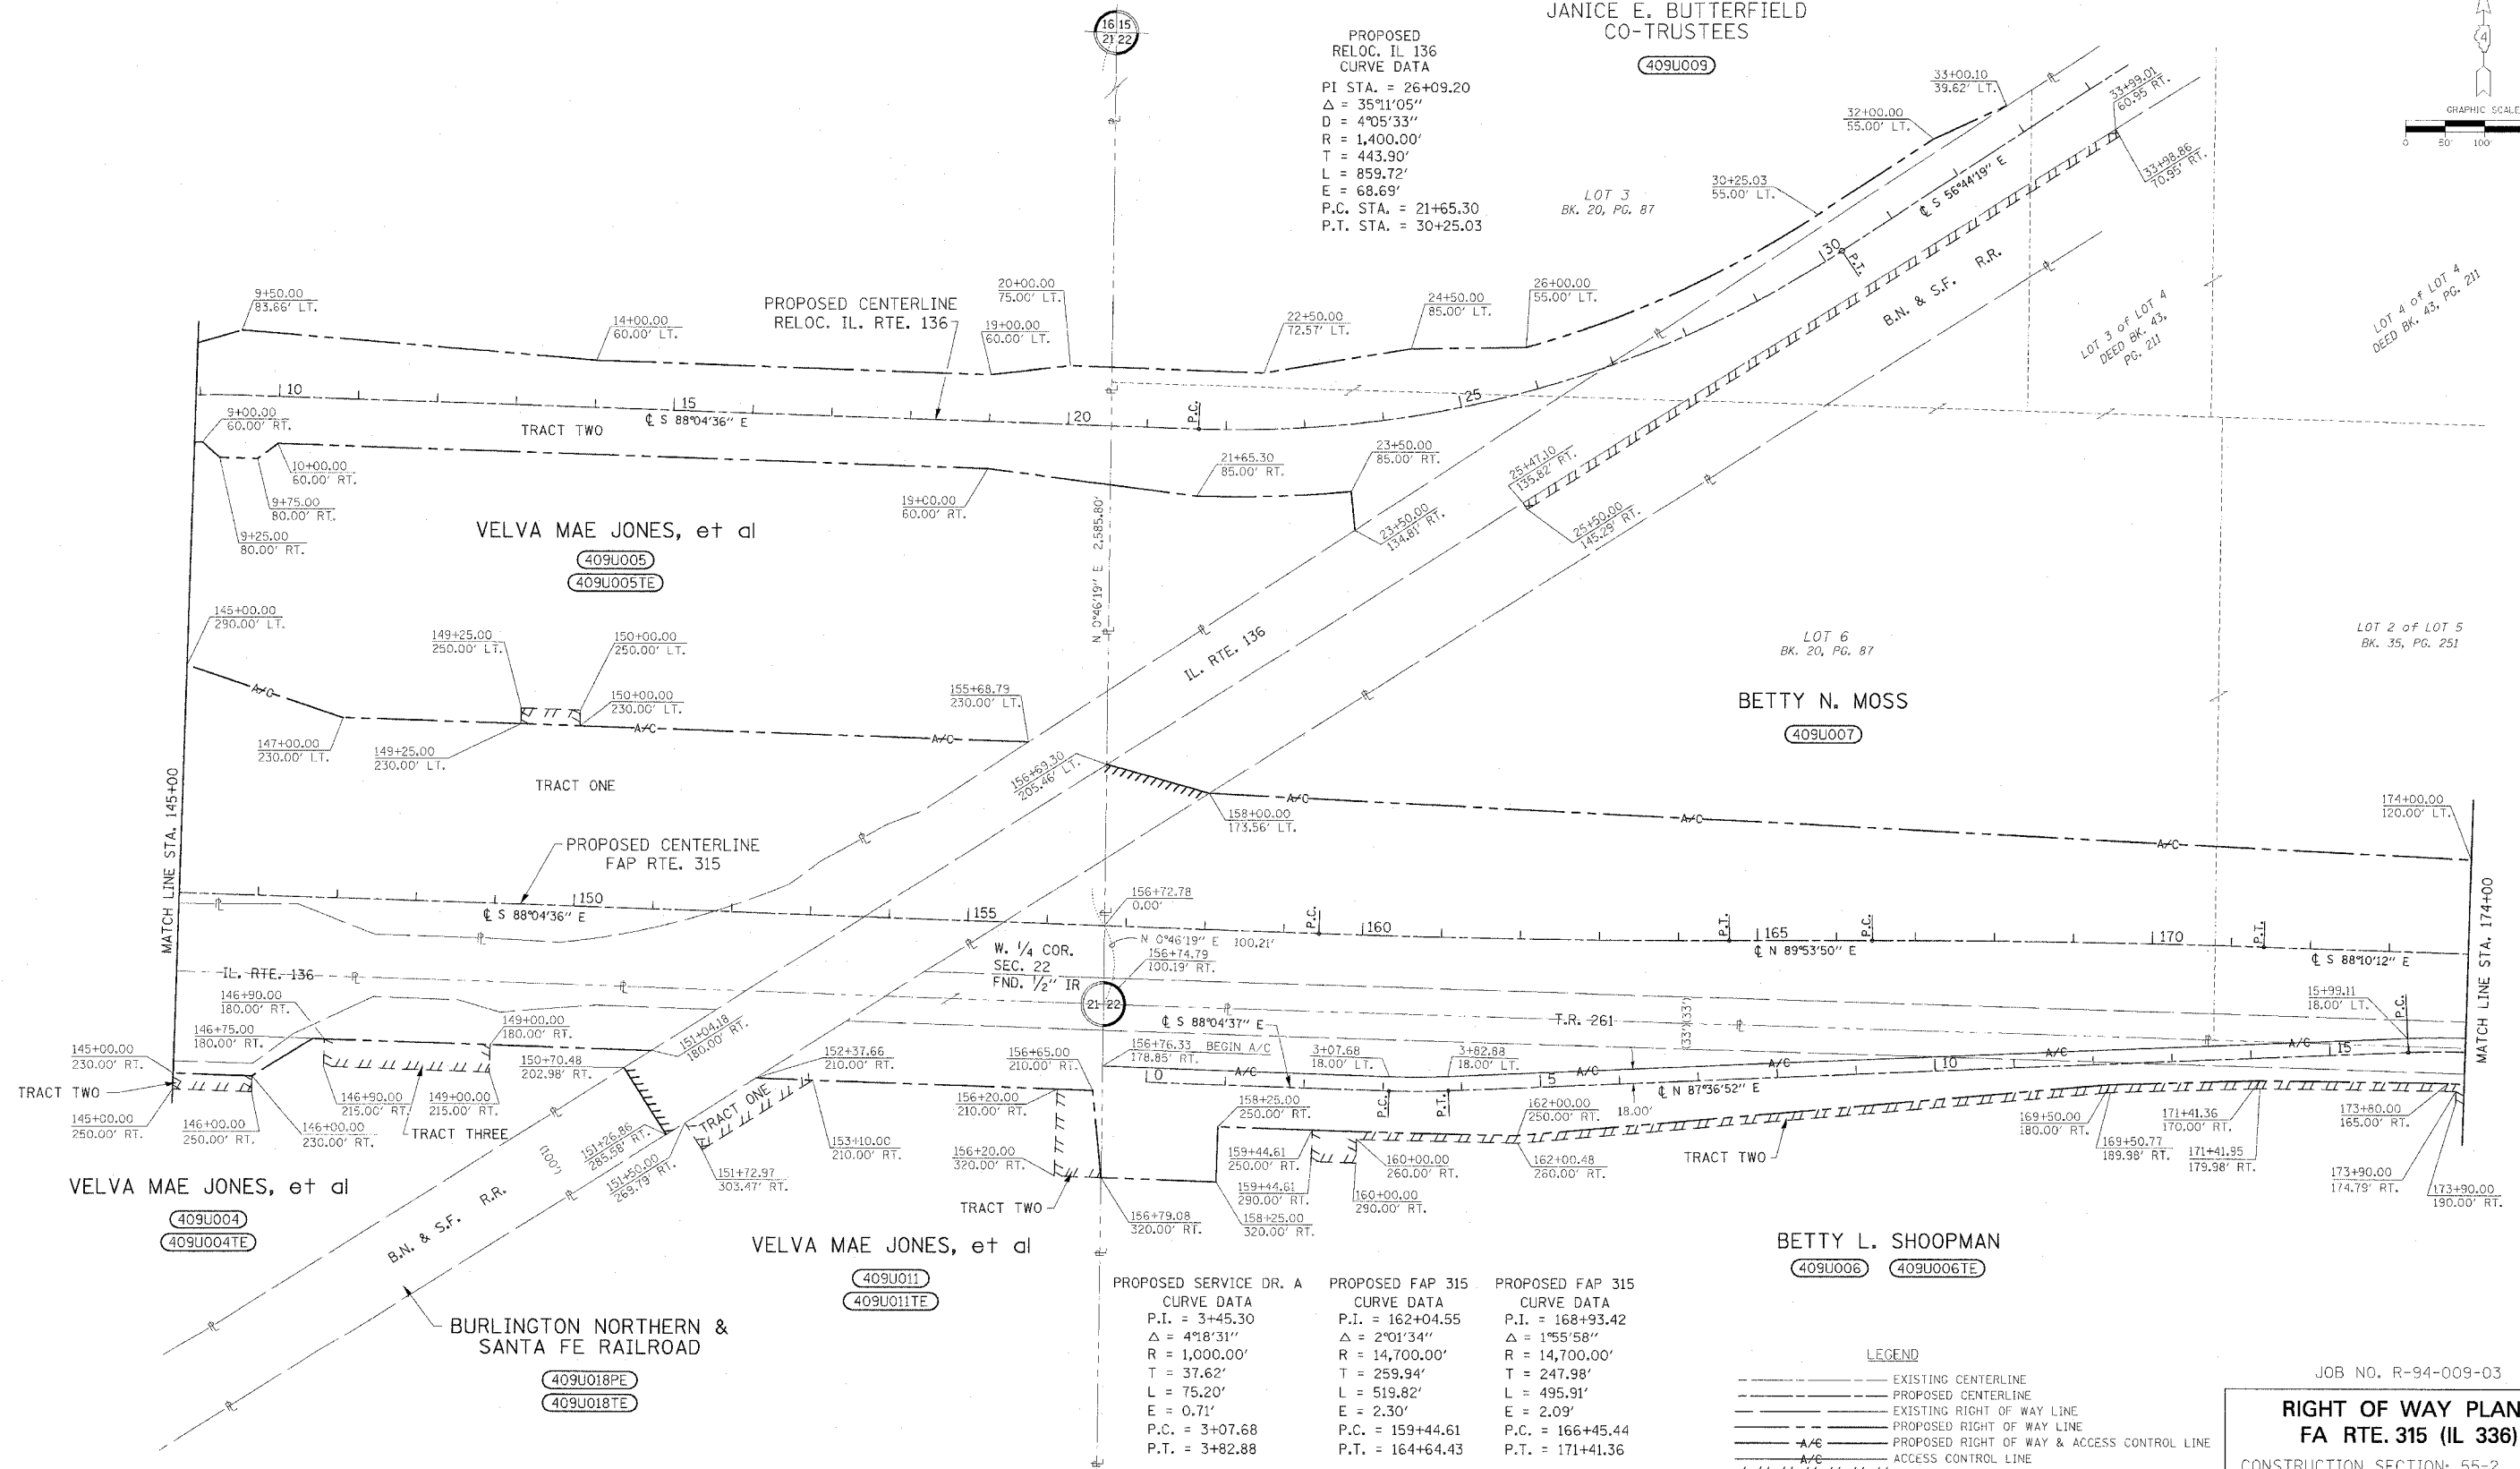 JANICE E. BUTTERFIELD
CO-TRUSTEES
409U009
16 15
21 22
PROPOSED
RELOC. IL 136
CURVE DATA
PI STA. = 26+09.20
Δ = 35°11'05"
D = 4°05'33"
R = 1,400.00'
T = 443.90'
L = 859.72'
E = 68.69'
P.C. STA. = 21+65.30
P.T. STA. = 30+25.03
4
GRAPHIC SCALE
0 50' 100'
33+00.10
39.62' LT.
32+00.00
55.00' LT.
30+25.03
55.00' LT.
33+99.01
60.95' RT.
33+98.86
70.95' RT.
LOT 3
BK. 20, PG. 87
℄ S 56°44'19" E
30
P.T.
B.N. & S.F. R.R.
LOT 3 of LOT 4
DEED BK. 43,
PG. 211
LOT 4 of LOT 4
DEED BK. 43, PG. 211
9+50.00
83.66' LT.
14+00.00
60.00' LT.
PROPOSED CENTERLINE
RELOC. IL. RTE. 136
19+00.00
60.00' LT.
20+00.00
75.00' LT.
22+50.00
72.57' LT.
24+50.00
85.00' LT.
26+00.00
55.00' LT.
10
15
20
25
℄ S 88°04'36" E
P.C.
TRACT TWO
9+00.00
60.00' RT.
10+00.00
60.00' RT.
9+75.00
80.00' RT.
9+25.00
80.00' RT.
19+00.00
60.00' RT.
21+65.30
85.00' RT.
23+50.00
85.00' RT.
23+50.00
134.81' RT.
25+47.10
135.82' RT.
25+50.00
145.29' RT.
N 0°46'19" E 2,585.80'
VELVA MAE JONES, et al
409U005
409U005TE
145+00.00
290.00' LT.
149+25.00
250.00' LT.
150+00.00
250.00' LT.
150+00.00
230.00' LT.
155+68.79
230.00' LT.
A/C
A/C
A/C
147+00.00
230.00' LT.
149+25.00
230.00' LT.
IL. RTE. 136
LOT 6
BK. 20, PG. 87
LOT 2 of LOT 5
BK. 35, PG. 251
BETTY N. MOSS
409U007
TRACT ONE
156+69.30
205.46' LT.
158+00.00
173.56' LT.
A/C
A/C
A/C
174+00.00
120.00' LT.
MATCH LINE STA. 145+00
MATCH LINE STA. 174+00
PROPOSED CENTERLINE
FAP RTE. 315
150
155
160
165
170
℄ S 88°04'36" E
156+72.78
0.00'
P.C.
P.T.
P.C.
P.T.
℄ N 89°53'50" E
℄ S 88°10'12" E
W. 1/4 COR.
SEC. 22
FND. 1/2" IR
N 0°46'19" E 100.21'
156+74.79
100.19' RT.
21 22
IL. RTE. 136
T.R. 261
(33')(33')
15+99.11
18.00' LT.
P.C.
146+90.00
180.00' RT.
146+75.00
180.00' RT.
149+00.00
180.00' RT.
145+00.00
230.00' RT.
150+70.48
202.98' RT.
151+04.18
180.00' RT.
152+37.66
210.00' RT.
156+65.00
210.00' RT.
156+76.33 BEGIN A/C
178.85' RT.
℄ S 88°04'37" E
3+07.68
18.00' LT.
3+82.88
18.00' LT.
A/C
A/C
A/C
A/C
A/C
0
5
10
15
P.C.
P.T.
18.00'
℄ N 87°36'52" E
TRACT TWO
145+00.00
250.00' RT.
146+00.00
250.00' RT.
146+00.00
230.00' RT.
146+90.00
215.00' RT.
149+00.00
215.00' RT.
TRACT THREE
(100')
151+26.86
285.58' RT.
151+50.00
269.79' RT.
TRACT ONE
151+72.97
303.47' RT.
153+10.00
210.00' RT.
156+20.00
210.00' RT.
156+20.00
320.00' RT.
TRACT TWO
156+79.08
320.00' RT.
158+25.00
250.00' RT.
158+25.00
320.00' RT.
159+44.61
250.00' RT.
159+44.61
290.00' RT.
160+00.00
260.00' RT.
160+00.00
290.00' RT.
162+00.00
250.00' RT.
162+00.48
260.00' RT.
TRACT TWO
169+50.00
180.00' RT.
169+50.77
189.98' RT.
171+41.36
170.00' RT.
171+41.95
179.98' RT.
173+80.00
165.00' RT.
173+90.00
174.79' RT.
173+90.00
190.00' RT.
VELVA MAE JONES, et al
409U004
409U004TE
B.N. & S.F. R.R.
BURLINGTON NORTHERN &
SANTA FE RAILROAD
409U018PE
409U018TE
VELVA MAE JONES, et al
409U011
409U011TE
BETTY L. SHOOPMAN
409U006 409U006TE
PROPOSED SERVICE DR. A
CURVE DATA
P.I. = 3+45.30
Δ = 4°18'31"
R = 1,000.00'
T = 37.62'
L = 75.20'
E = 0.71'
P.C. = 3+07.68
P.T. = 3+82.88
PROPOSED FAP 315
CURVE DATA
P.I. = 162+04.55
Δ = 2°01'34"
R = 14,700.00'
T = 259.94'
L = 519.82'
E = 2.30'
P.C. = 159+44.61
P.T. = 164+64.43
PROPOSED FAP 315
CURVE DATA
P.I. = 168+93.42
Δ = 1°55'58"
R = 14,700.00'
T = 247.98'
L = 495.91'
E = 2.09'
P.C. = 166+45.44
P.T. = 171+41.36
LEGEND
EXISTING CENTERLINE
PROPOSED CENTERLINE
EXISTING RIGHT OF WAY LINE
PROPOSED RIGHT OF WAY LINE
A/C PROPOSED RIGHT OF WAY & ACCESS CONTROL LINE
A/C ACCESS CONTROL LINE
JOB NO. R-94-009-03
RIGHT OF WAY PLAN
FA RTE. 315 (IL 336)
CONSTRUCTION SECTION: 55-2